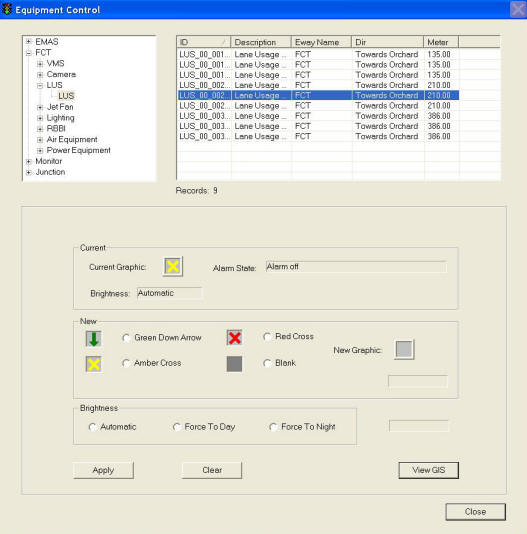 Equipment Control
EMAS
FCT
VMS
Camera
LUS
LUS
Jet Fan
Lighting
RBBI
Air Equipment
Power Equipment
Monitor
Junction
ID Description Eway Name Dir Meter
LUS_00_001... Lane Usage ... FCT Towards Orchard 135.00
LUS_00_001... Lane Usage ... FCT Towards Orchard 135.00
LUS_00_001... Lane Usage ... FCT Towards Orchard 135.00
LUS_00_002... Lane Usage ... FCT Towards Orchard 210.00
LUS_00_002... Lane Usage ... FCT Towards Orchard 210.00
LUS_00_002... Lane Usage ... FCT Towards Orchard 210.00
LUS_00_003... Lane Usage ... FCT Towards Orchard 386.00
LUS_00_003... Lane Usage ... FCT Towards Orchard 386.00
LUS_00_003... Lane Usage ... FCT Towards Orchard 386.00
Records: 9
Current
Current Graphic: Alarm State: Alarm off
Brightness: Automatic
New
Green Down Arrow Red Cross
New Graphic:
Amber Cross Blank
Brightness
Automatic Force To Day Force To Night
Apply Clear View GIS
Close